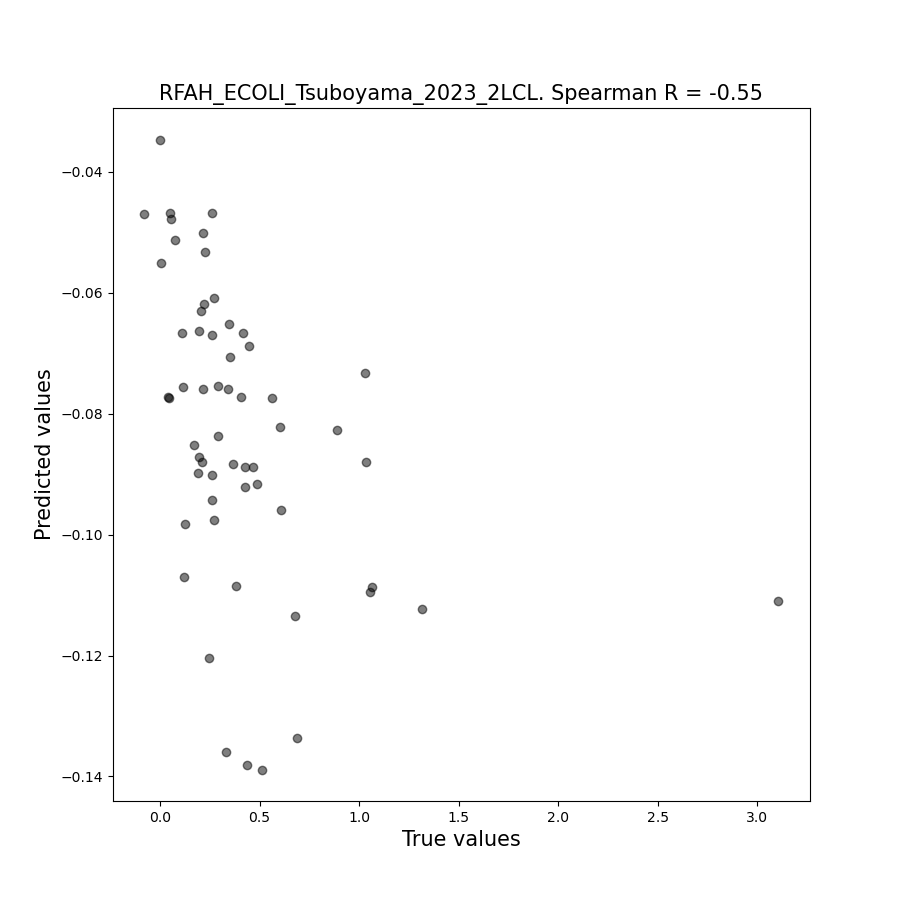 RFAH_ECOLI_Tsuboyama_2023_2LCL. Spearman R = -0.55
−0.04
−0.06
−0.08
−0.10
−0.12
−0.14
Predicted values
0.0 0.5 1.0 1.5 2.0 2.5 3.0
True values